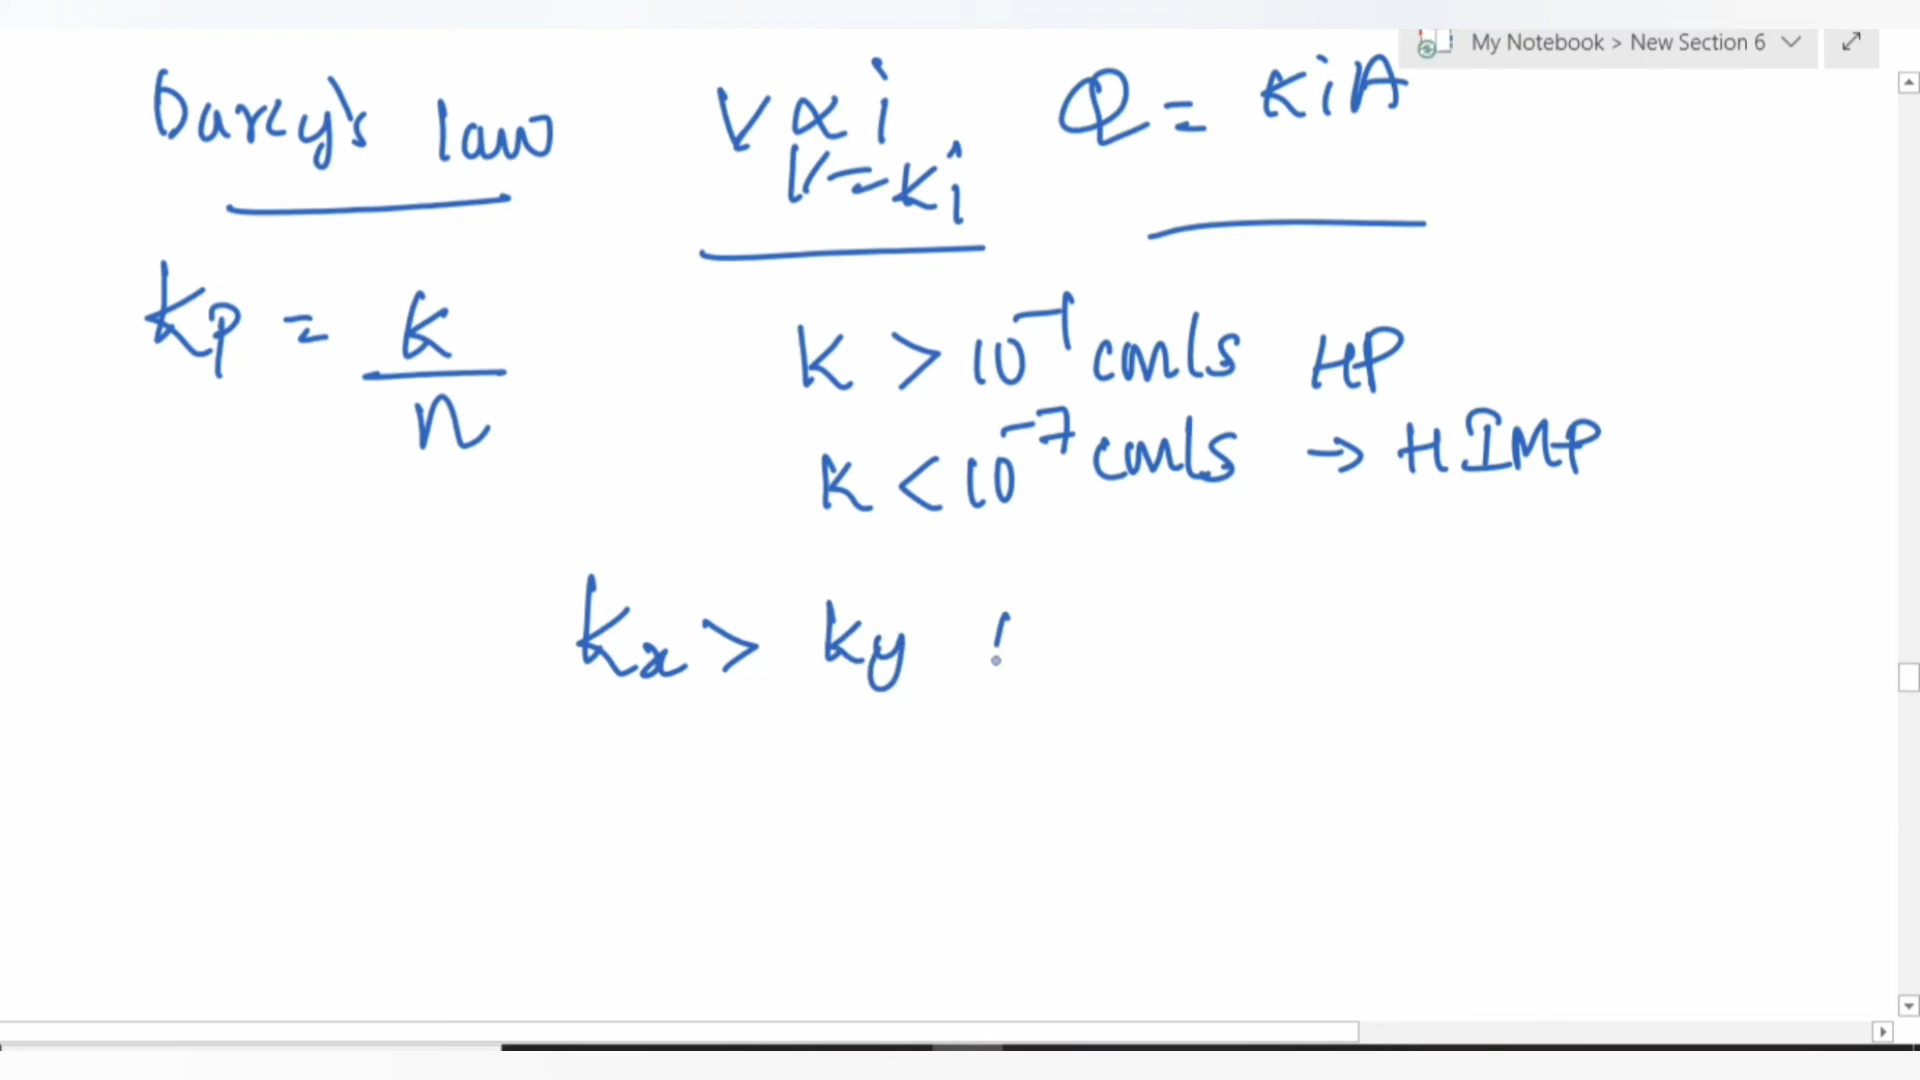 My Notebook > New Section 6
Darcy's law V ∝ i Q = KiA
V = Ki
Kp = K/n
K > 10⁻¹ cm/s HP
K < 10⁻⁷ cm/s → HIMP
Kx > Ky